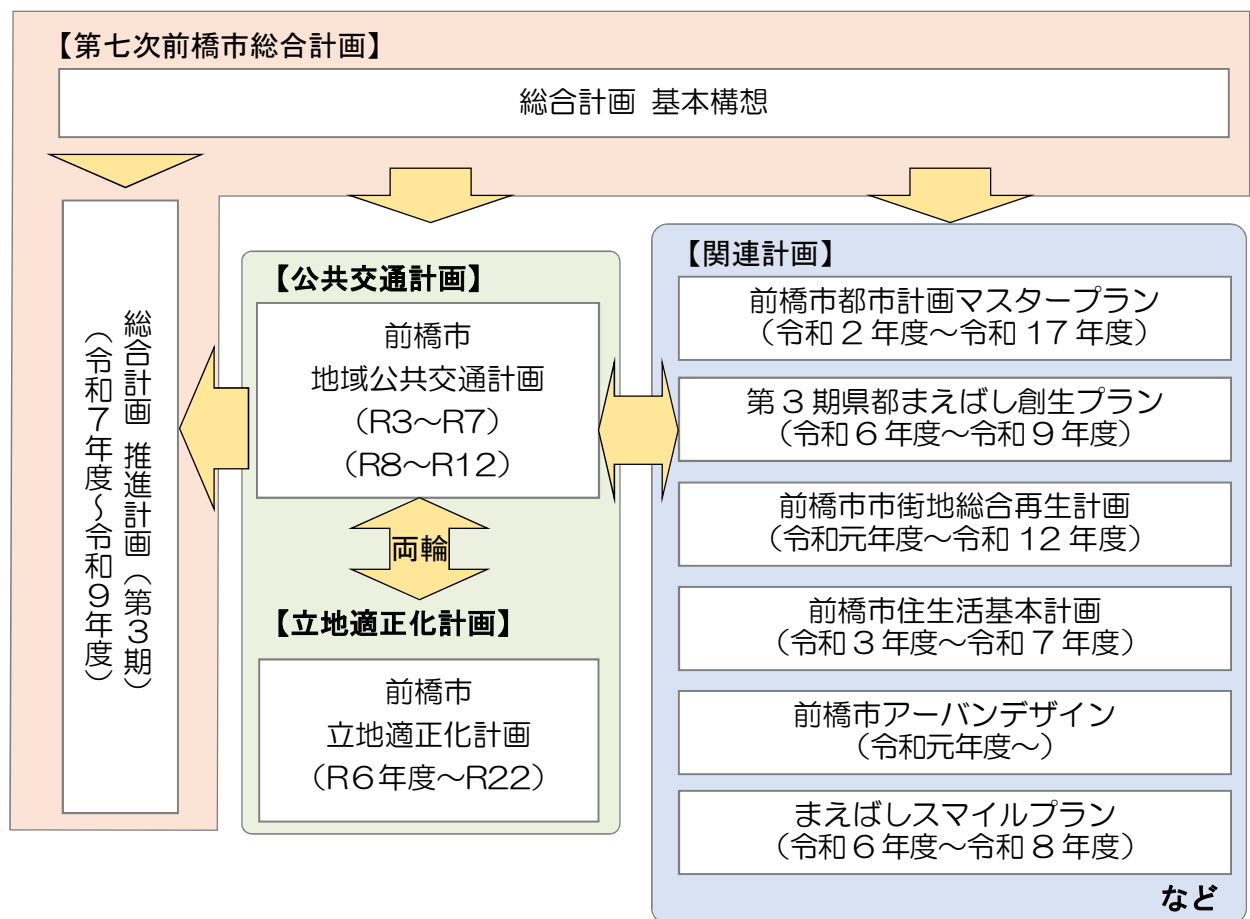 【第七次前橋市総合計画】
総合計画 基本構想
総合計画 推進計画（第3期）
（令和7年度～令和9年度）
【公共交通計画】
前橋市
地域公共交通計画
（R3～R7）
（R8～R12）
両輪
【立地適正化計画】
前橋市
立地適正化計画
（R6年度～R22）
【関連計画】
前橋市都市計画マスタープラン
（令和2年度～令和17年度）
第3期県都まえばし創生プラン
（令和6年度～令和9年度）
前橋市市街地総合再生計画
（令和元年度～令和12年度）
前橋市住生活基本計画
（令和3年度～令和7年度）
前橋市アーバンデザイン
（令和元年度～）
まえばしスマイルプラン
（令和6年度～令和8年度）
など